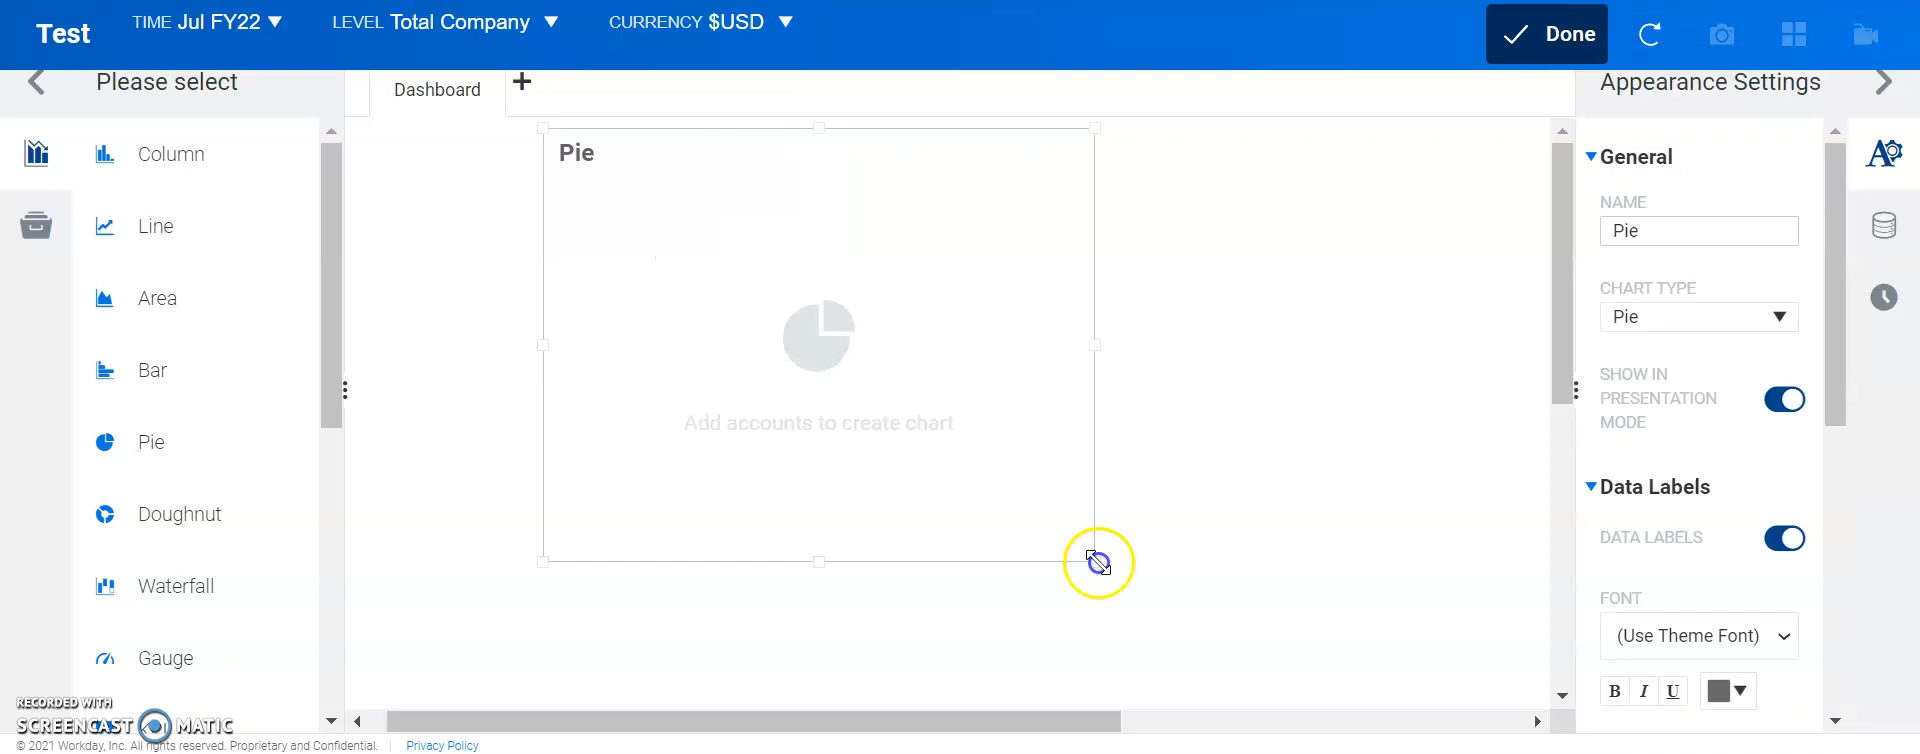 Test
TIME Jul FY22
LEVEL Total Company
CURRENCY $USD
Done
Please select
Dashboard
Appearance Settings
Column
Line
Area
Bar
Pie
Doughnut
Waterfall
Gauge
Pie
Add accounts to create chart
General
NAME
Pie
CHART TYPE
Pie
SHOW IN
PRESENTATION
MODE
Data Labels
DATA LABELS
FONT
(Use Theme Font)
B I U
RECORDED WITH
SCREENCAST MATIC
© 2021 Workday, Inc. All rights reserved. Proprietary and Confidential.
Privacy Policy